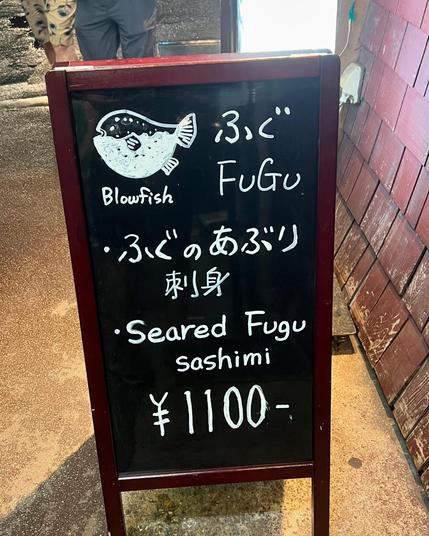 ふぐ
FuGu
Blowfish
・ふぐのあぶり
刺身
・Seared Fugu
sashimi
¥1100-